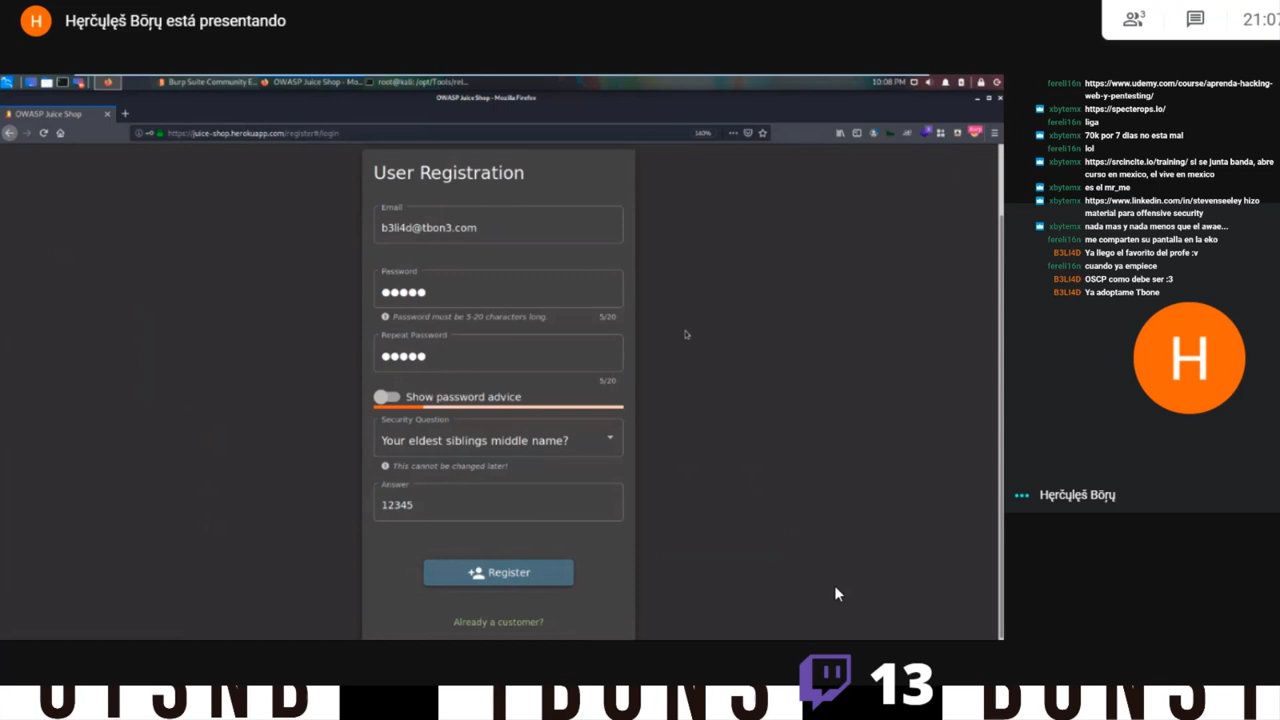 H
Hęrčųlęš Bōŗų está presentando
3
21:07
Burp Suite Community E...
OWASP Juice Shop - Mo...
root@kali: /opt/Tools/rel...
10:08 PM
OWASP Juice Shop - Mozilla Firefox
OWASP Juice Shop
https://juice-shop.herokuapp.com/register#/login
140%
User Registration
Email
b3li4d@tbon3.com
Password
Password must be 5-20 characters long.
5/20
Repeat Password
5/20
Show password advice
Security Question
Your eldest siblings middle name?
This cannot be changed later!
Answer
12345
Register
Already a customer?
fereli16n https://www.udemy.com/course/aprenda-hacking-
web-y-pentesting/
xbytemx https://specterops.io/
fereli16n liga
xbytemx 70k por 7 dias no esta mal
fereli16n lol
xbytemx https://srcincite.io/training/ si se junta banda, abre
curso en mexico, el vive en mexico
xbytemx es el mr_me
xbytemx https://www.linkedin.com/in/stevenseeley hizo
material para offensive security
xbytemx nada mas y nada menos que el awae...
fereli16n me comparten su pantalla en la eko
B3LI4D Ya llego el favorito del profe :v
fereli16n cuando ya empiece
B3LI4D OSCP como debe ser :3
B3LI4D Ya adoptame Tbone
H
Hęrčųlęš Bōŗų
13